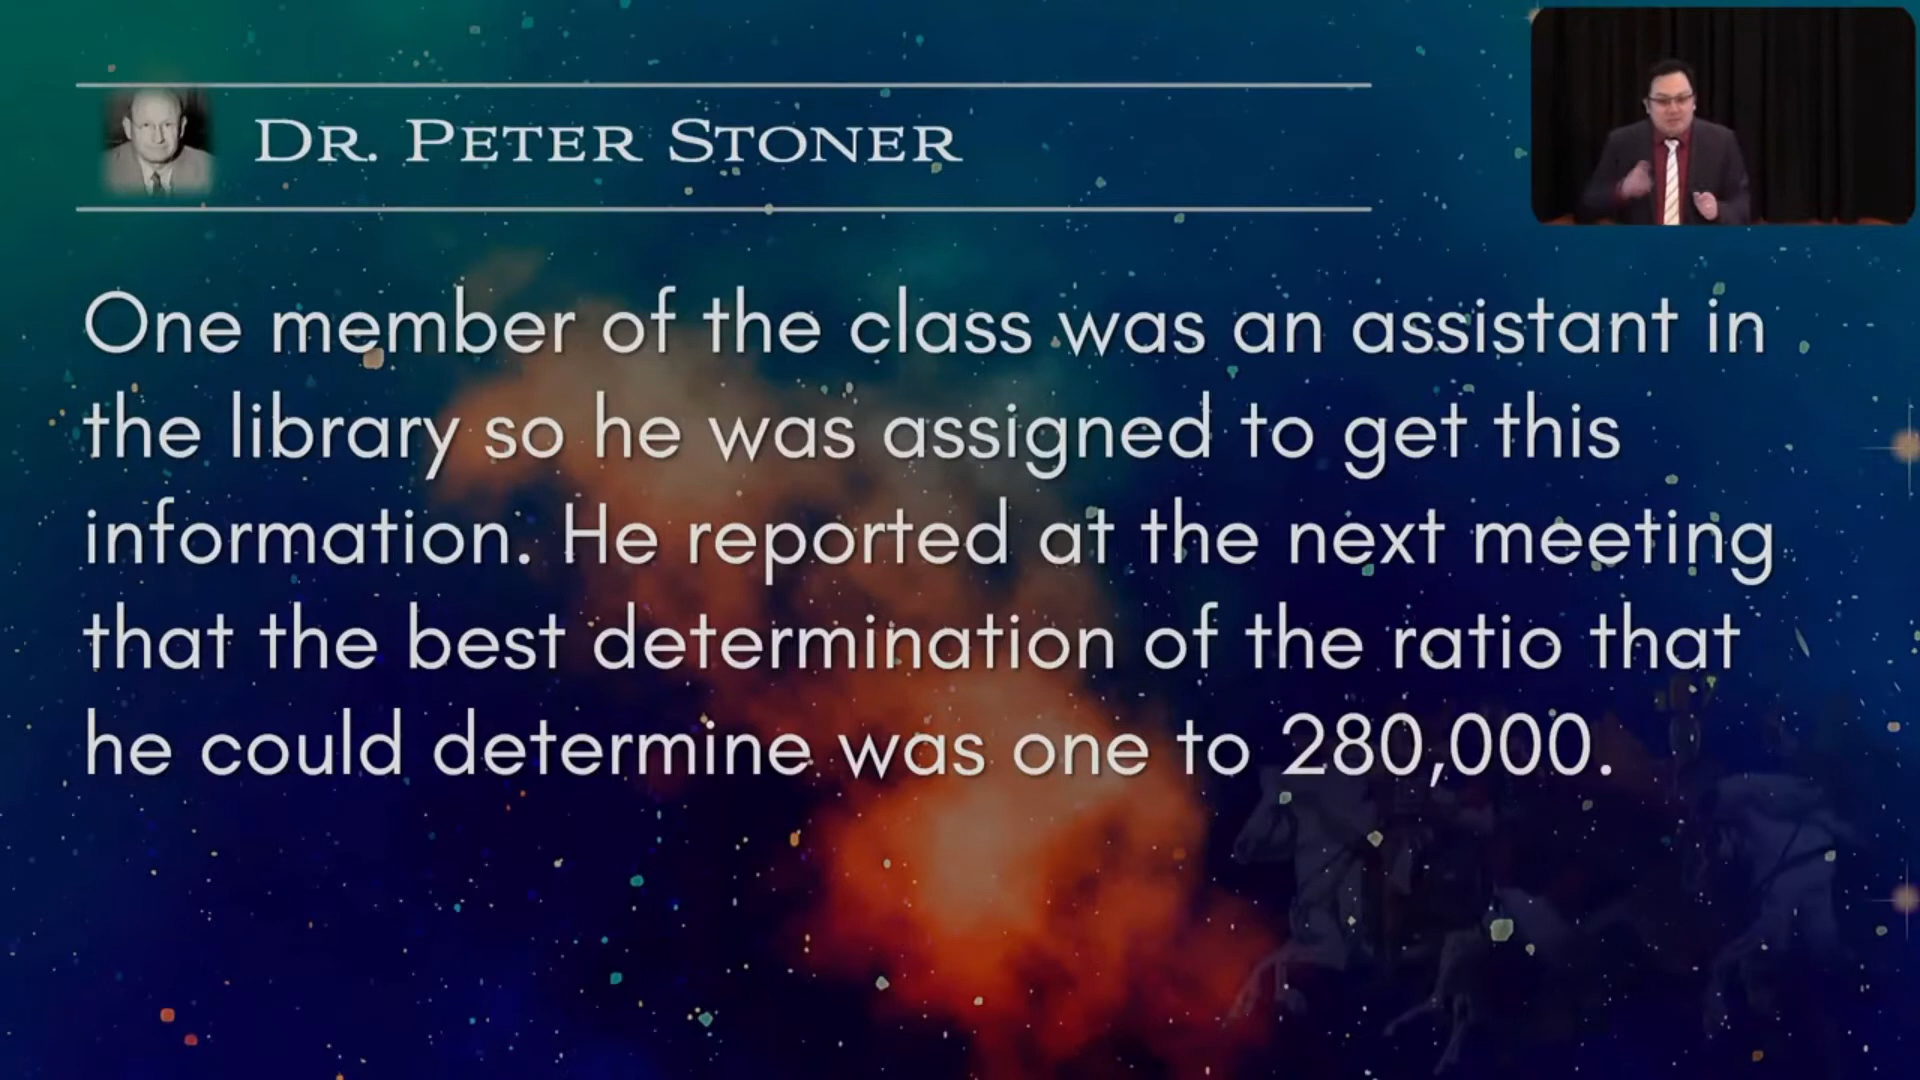 Dr. Peter Stoner
One member of the class was an assistant in
the library so he was assigned to get this
information. He reported at the next meeting
that the best determination of the ratio that
he could determine was one to 280,000.